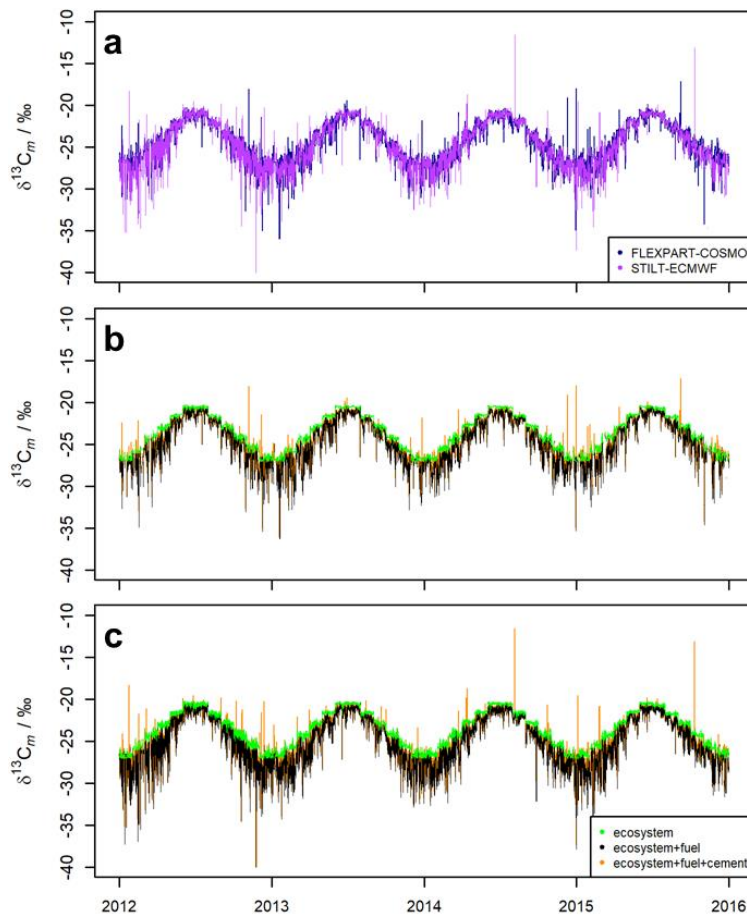 -10
a
-15
-20
-25
-30
-35
-40
δ13Cm / ‰
FLEXPART-COSMO
STILT-ECMWF
-10
b
-15
-20
-25
-30
-35
-40
δ13Cm / ‰
-10
c
-15
-20
-25
-30
-35
-40
δ13Cm / ‰
ecosystem
ecosystem+fuel
ecosystem+fuel+cement
2012 2013 2014 2015 2016